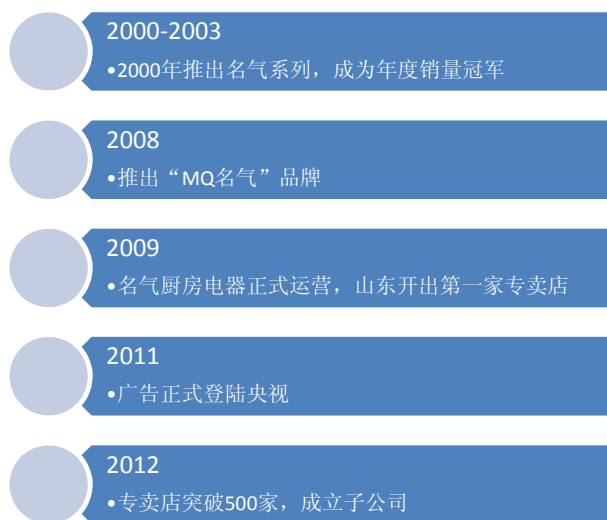 2000-2003
•2000年推出名气系列，成为年度销量冠军
2008
•推出“MQ名气”品牌
2009
•名气厨房电器正式运营，山东开出第一家专卖店
2011
•广告正式登陆央视
2012
•专卖店突破500家，成立子公司